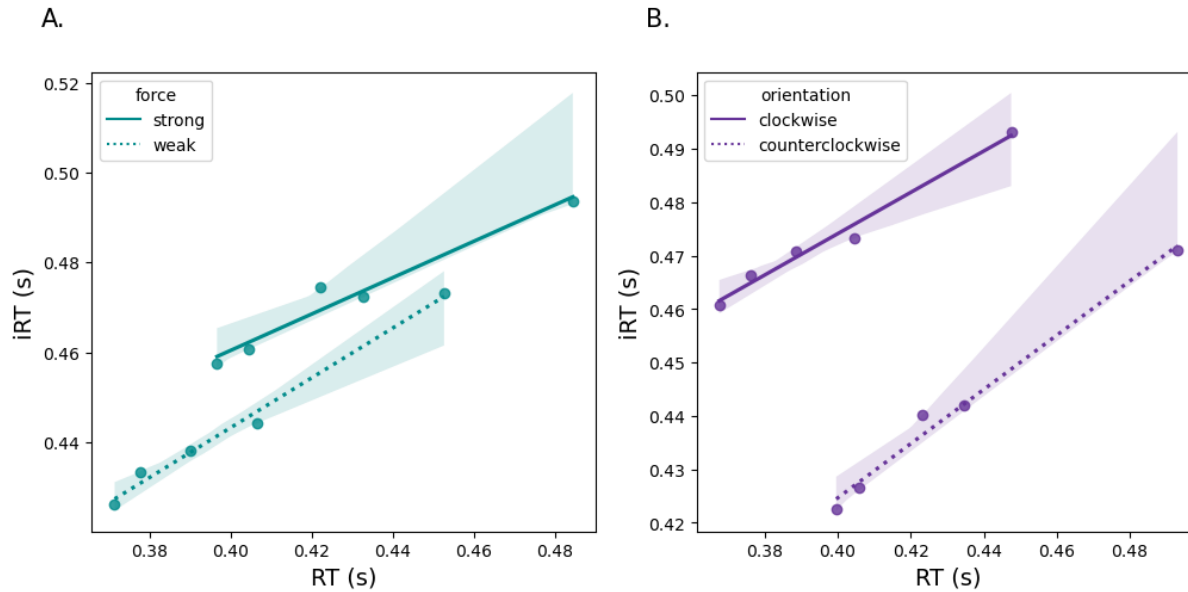 A.
force
strong
weak
0.52
0.50
0.48
0.46
0.44
iRT (s)
0.38 0.40 0.42 0.44 0.46 0.48
RT (s)
B.
orientation
clockwise
counterclockwise
0.50
0.49
0.48
0.47
0.46
0.45
0.44
0.43
0.42
iRT (s)
0.38 0.40 0.42 0.44 0.46 0.48
RT (s)